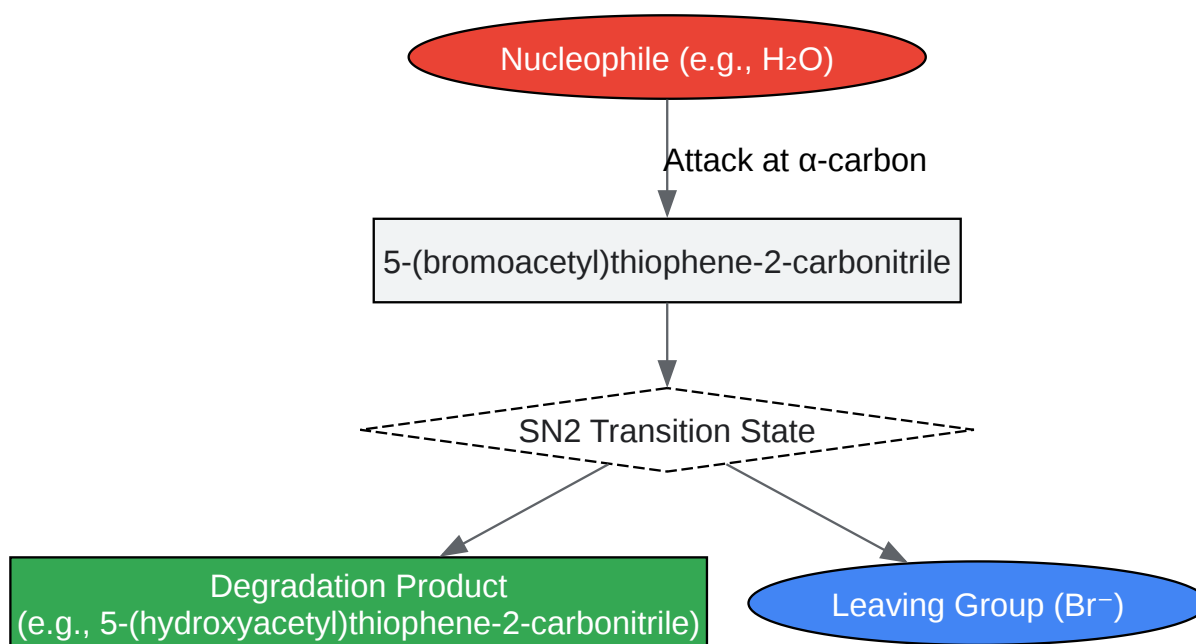 Nucleophile (e.g., H₂O)
Attack at α-carbon
5-(bromoacetyl)thiophene-2-carbonitrile
SN2 Transition State
Degradation Product
(e.g., 5-(hydroxyacetyl)thiophene-2-carbonitrile)
Leaving Group (Br⁻)